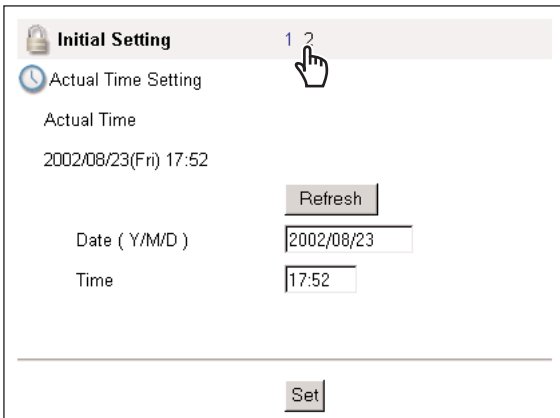 Initial Setting 1 2
Actual Time Setting
Actual Time
2002/08/23(Fri) 17:52
Refresh
Date ( Y/M/D ) 2002/08/23
Time 17:52
Set